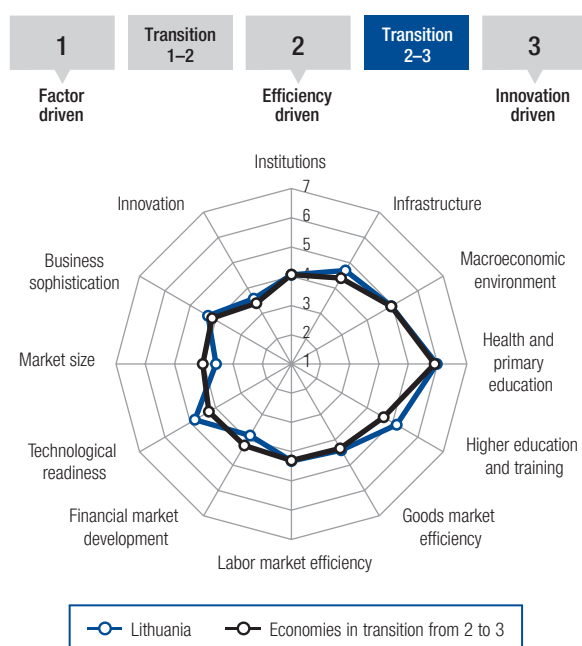 1
Transition
1–2
2
Transition
2–3
3
Factor
driven
Efficiency
driven
Innovation
driven
Institutions
Infrastructure
Macroeconomic
environment
Health and
primary
education
Higher education
and training
Goods market
efficiency
Labor market efficiency
Financial market
development
Technological
readiness
Market size
Business
sophistication
Innovation
7
6
5
4
3
2
1
Lithuania
Economies in transition from 2 to 3